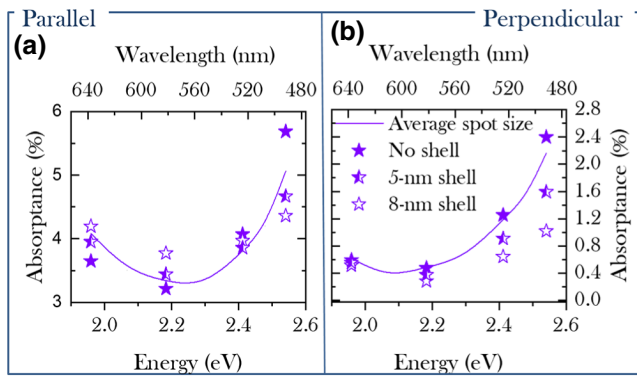 Parallel
Perpendicular
(a)
Wavelength (nm)
640 600 560 520 480
Absorptance (%)
6
5
4
3
2.0 2.2 2.4 2.6
Energy (eV)
(b)
Wavelength (nm)
640 600 560 520 480
Average spot size
No shell
5-nm shell
8-nm shell
2.8
2.4
2.0
1.6
1.2
0.8
0.4
0.0
Absorptance (%)
2.0 2.2 2.4 2.6
Energy (eV)